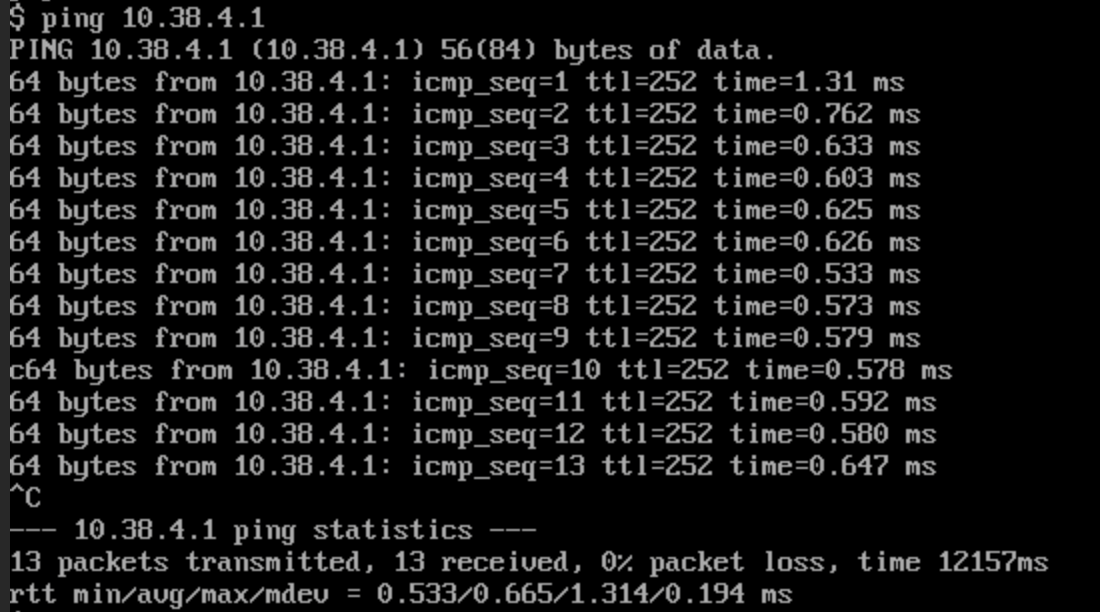 $ ping 10.38.4.1
PING 10.38.4.1 (10.38.4.1) 56(84) bytes of data.
64 bytes from 10.38.4.1: icmp_seq=1 ttl=252 time=1.31 ms
64 bytes from 10.38.4.1: icmp_seq=2 ttl=252 time=0.762 ms
64 bytes from 10.38.4.1: icmp_seq=3 ttl=252 time=0.633 ms
64 bytes from 10.38.4.1: icmp_seq=4 ttl=252 time=0.603 ms
64 bytes from 10.38.4.1: icmp_seq=5 ttl=252 time=0.625 ms
64 bytes from 10.38.4.1: icmp_seq=6 ttl=252 time=0.626 ms
64 bytes from 10.38.4.1: icmp_seq=7 ttl=252 time=0.533 ms
64 bytes from 10.38.4.1: icmp_seq=8 ttl=252 time=0.573 ms
64 bytes from 10.38.4.1: icmp_seq=9 ttl=252 time=0.579 ms
c64 bytes from 10.38.4.1: icmp_seq=10 ttl=252 time=0.578 ms
64 bytes from 10.38.4.1: icmp_seq=11 ttl=252 time=0.592 ms
64 bytes from 10.38.4.1: icmp_seq=12 ttl=252 time=0.580 ms
64 bytes from 10.38.4.1: icmp_seq=13 ttl=252 time=0.647 ms
^C
--- 10.38.4.1 ping statistics ---
13 packets transmitted, 13 received, 0% packet loss, time 12157ms
rtt min/avg/max/mdev = 0.533/0.665/1.314/0.194 ms